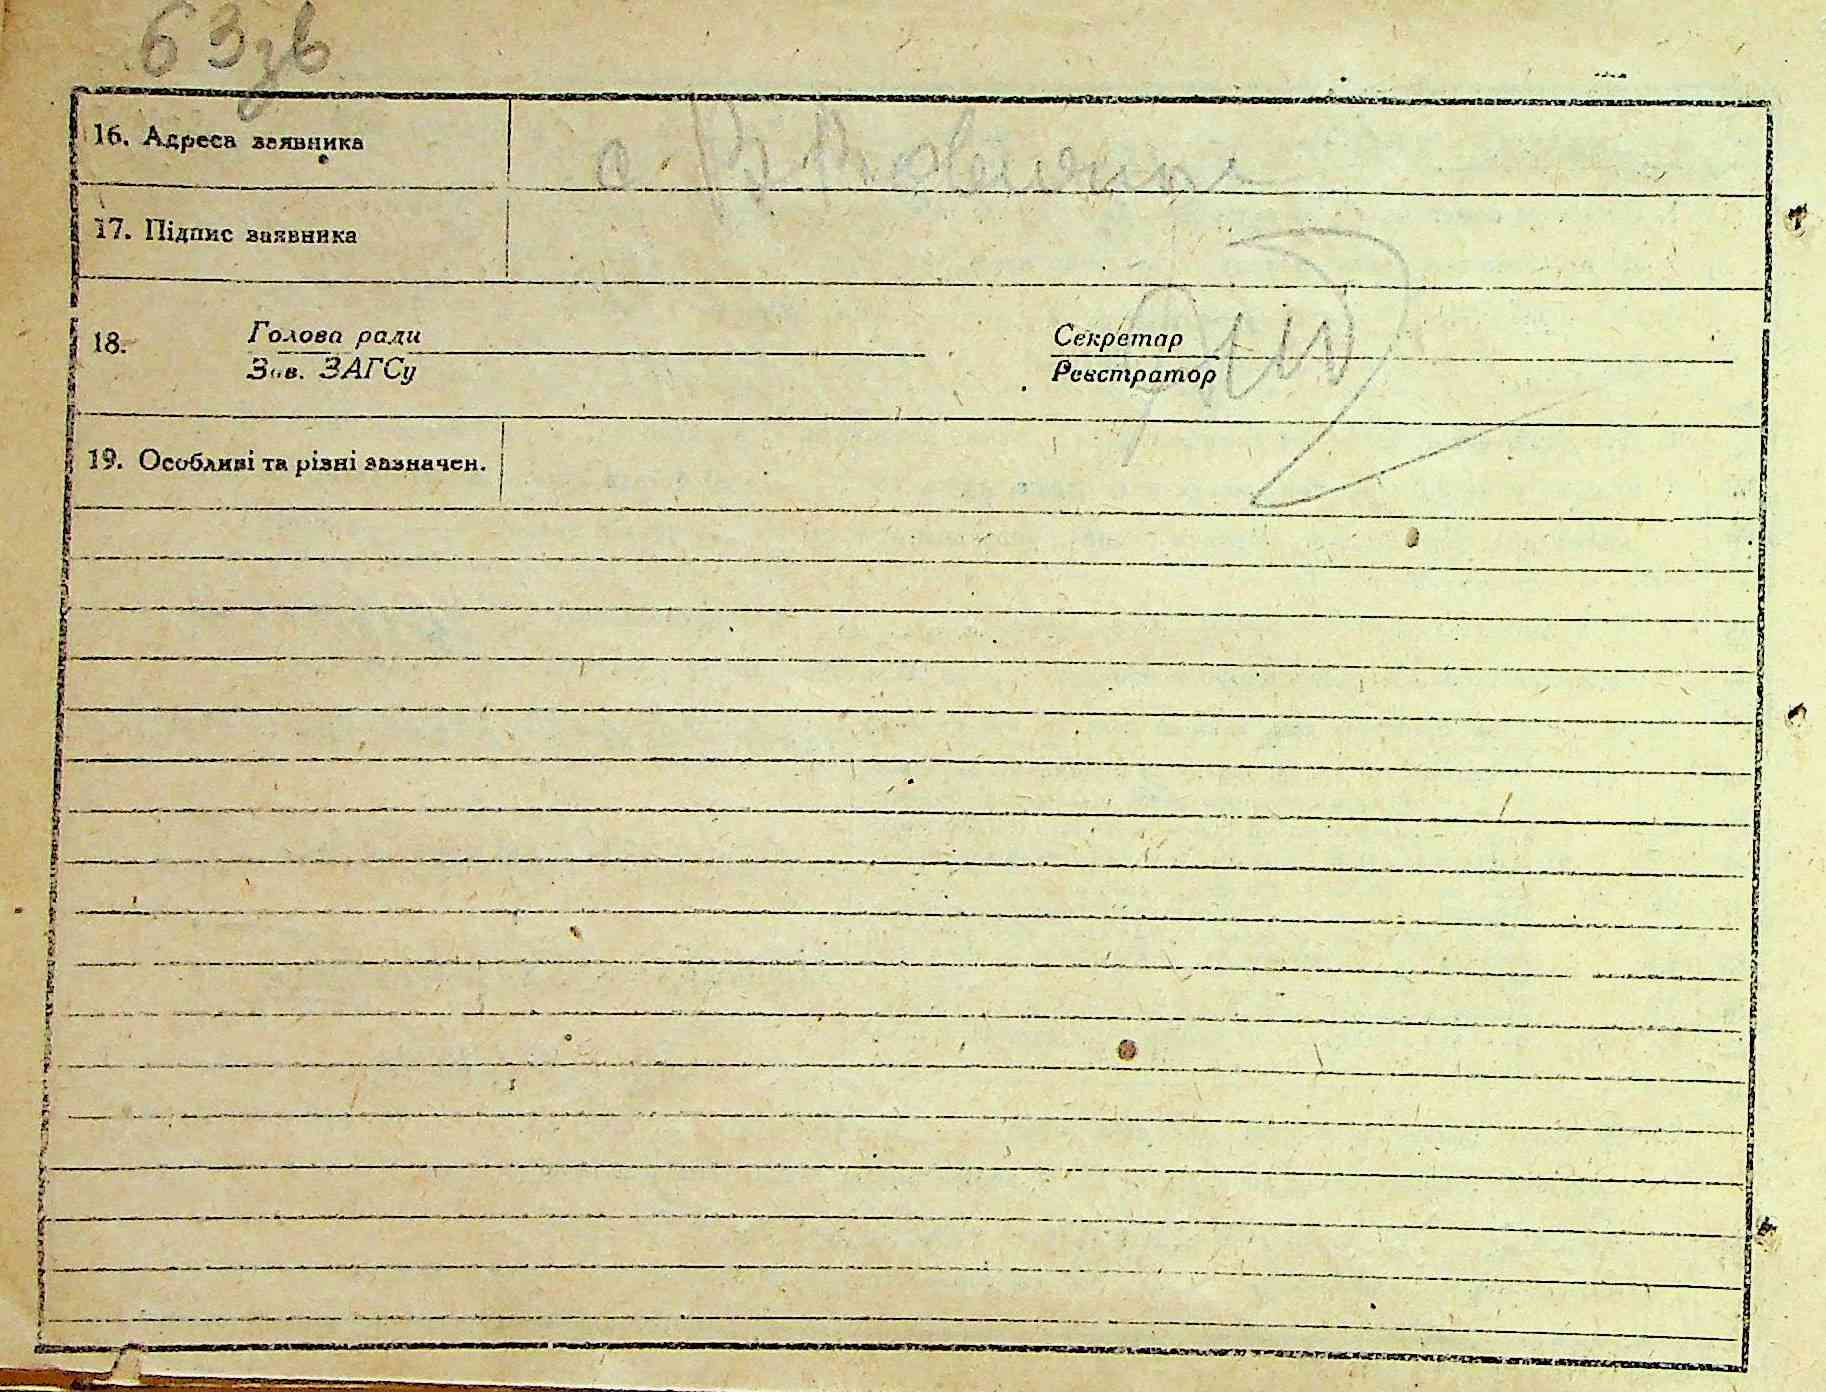 63зв
16. Адреса заявника с.
17. Підпис заявника
18. Голова ради Секретар
Зав. ЗАГСу Реєстратор
19. Особливі та різні зазначен.